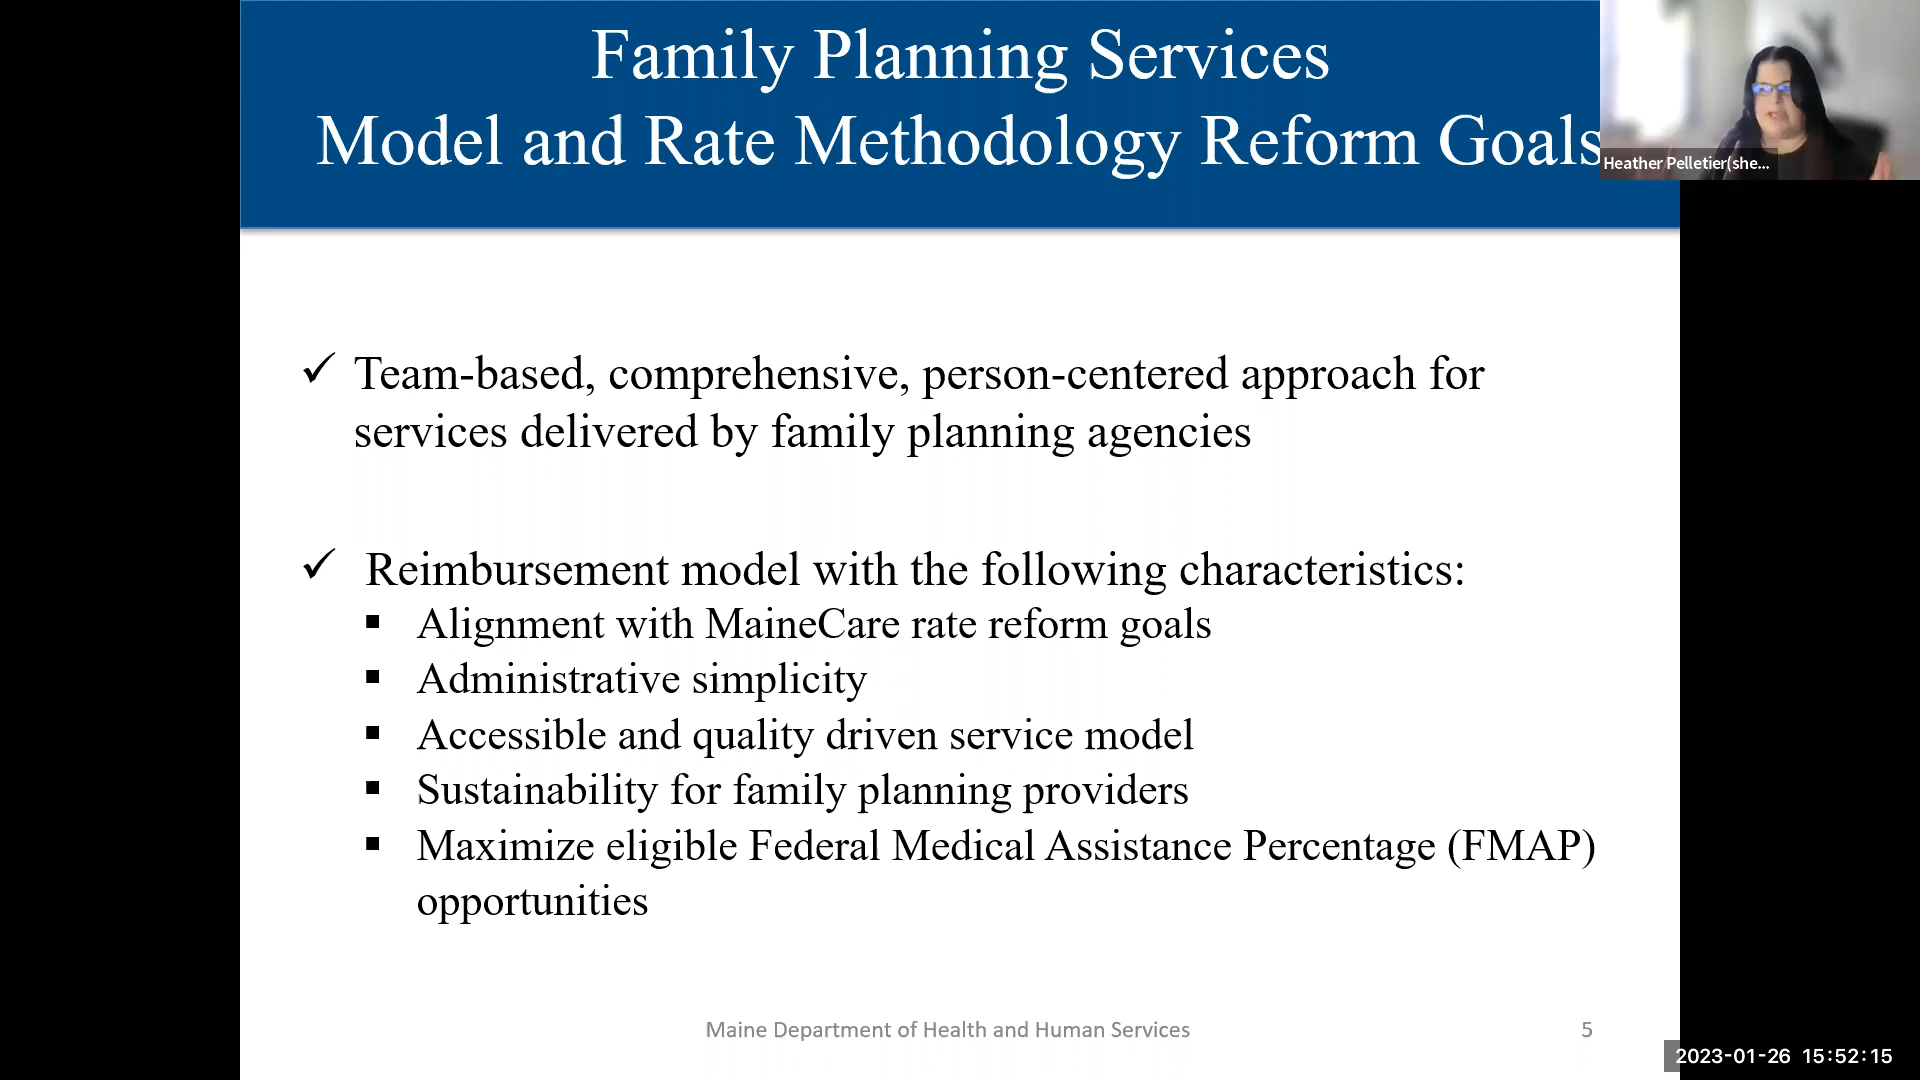 Family Planning Services
Model and Rate Methodology Reform Goals
Heather Pelletier(she...
✓ Team-based, comprehensive, person-centered approach for
services delivered by family planning agencies
✓ Reimbursement model with the following characteristics:
▪ Alignment with MaineCare rate reform goals
▪ Administrative simplicity
▪ Accessible and quality driven service model
▪ Sustainability for family planning providers
▪ Maximize eligible Federal Medical Assistance Percentage (FMAP)
opportunities
Maine Department of Health and Human Services
5
2023-01-26 15:52:15